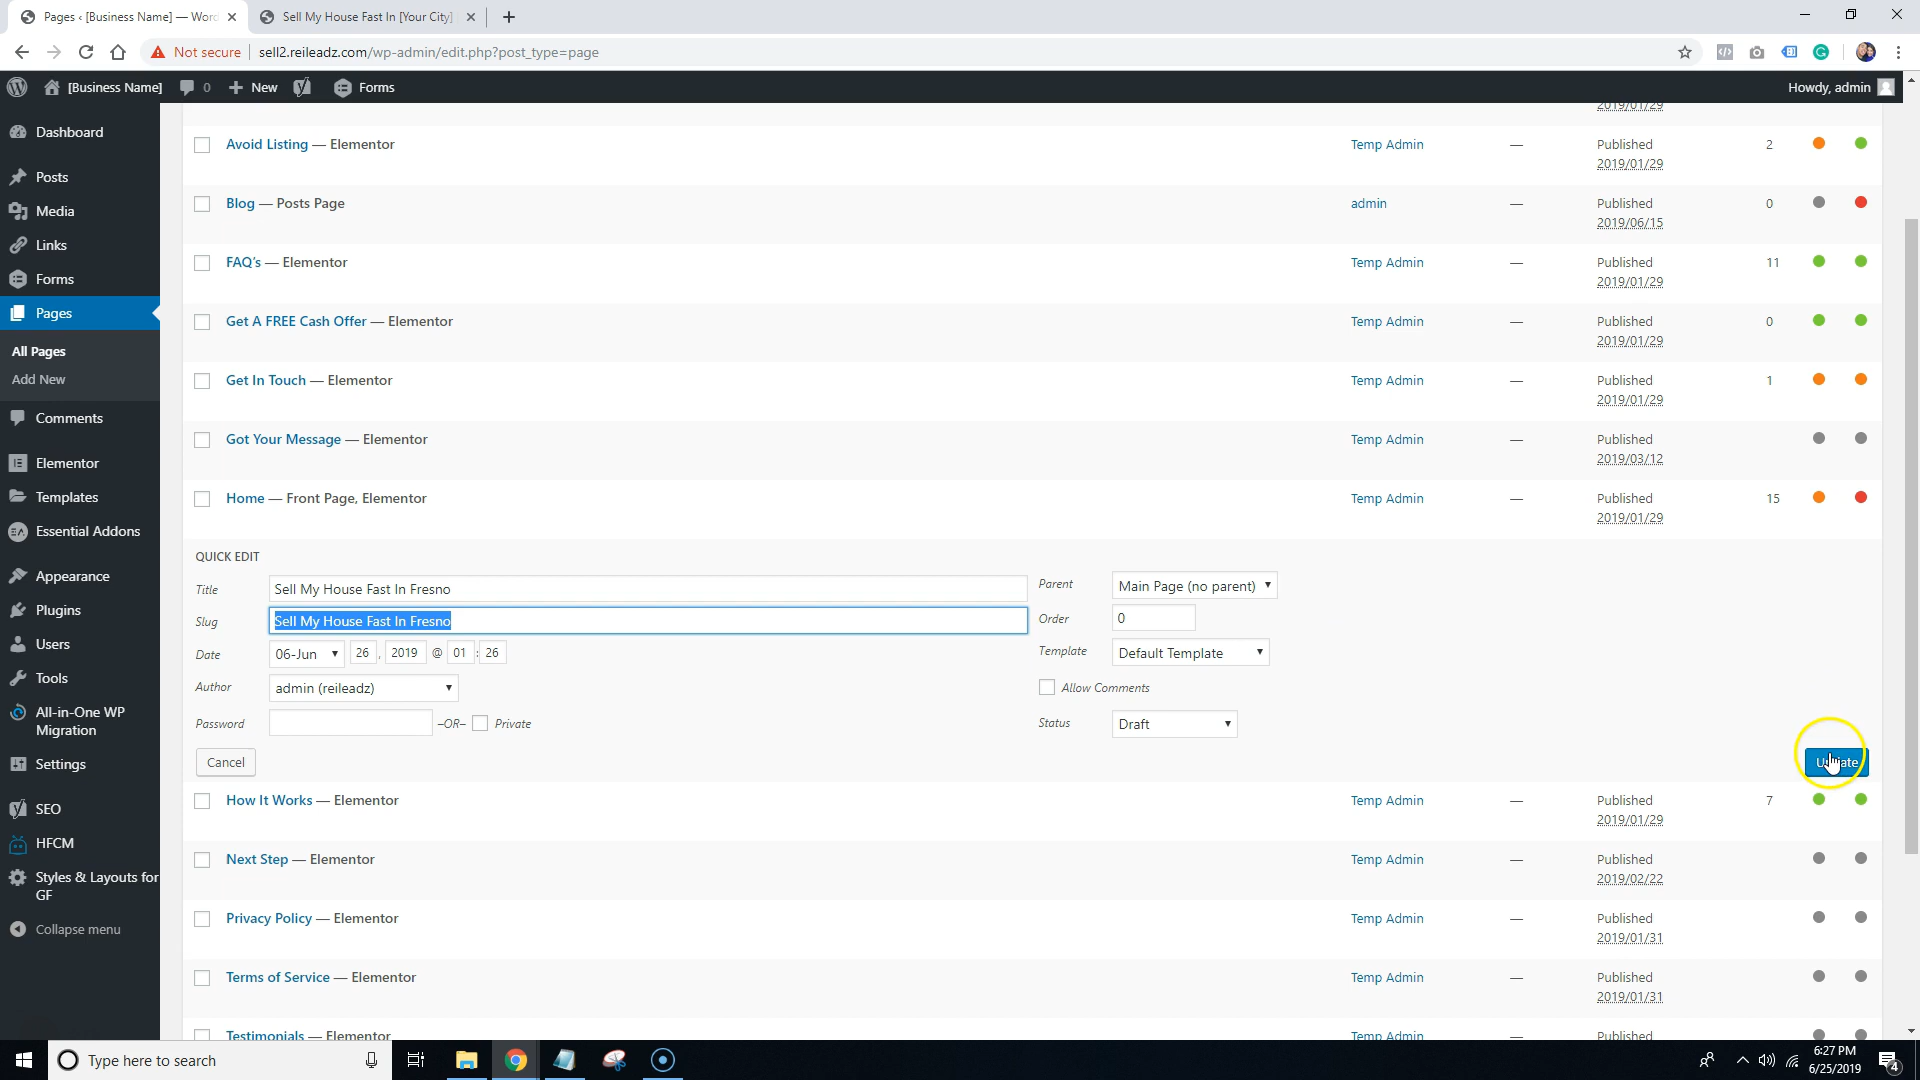 Pages ‹ [Business Name] — Word
Sell My House Fast In [Your City]
Not secure
sell2.reileadz.com/wp-admin/edit.php?post_type=page
[Business Name]
0
New
Forms
Howdy, admin
Dashboard
Posts
Media
Links
Forms
Pages
All Pages
Add New
Comments
Elementor
Templates
Essential Addons
Appearance
Plugins
Users
Tools
All-in-One WP
Migration
Settings
SEO
HFCM
Styles & Layouts for
GF
Collapse menu
2019/01/29
Avoid Listing — Elementor
Temp Admin
—
Published
2019/01/29
2
Blog — Posts Page
admin
—
Published
2019/06/15
0
FAQ's — Elementor
Temp Admin
—
Published
2019/01/29
11
Get A FREE Cash Offer — Elementor
Temp Admin
—
Published
2019/01/29
0
Get In Touch — Elementor
Temp Admin
—
Published
2019/01/29
1
Got Your Message — Elementor
Temp Admin
—
Published
2019/03/12
Home — Front Page, Elementor
Temp Admin
—
Published
2019/01/29
15
QUICK EDIT
Title
Sell My House Fast In Fresno
Slug
Sell My House Fast In Fresno
Date
06-Jun 26 , 2019 @ 01 : 26
Author
admin (reileadz)
Password
–OR– Private
Parent
Main Page (no parent)
Order
0
Template
Default Template
Allow Comments
Status
Draft
Cancel
Update
How It Works — Elementor
Temp Admin
—
Published
2019/01/29
7
Next Step — Elementor
Temp Admin
—
Published
2019/02/22
Privacy Policy — Elementor
Temp Admin
—
Published
2019/01/31
Terms of Service — Elementor
Temp Admin
—
Published
2019/01/31
Testimonials — Elementor
Temp Admin
—
Published
Type here to search
6:27 PM
6/25/2019
4